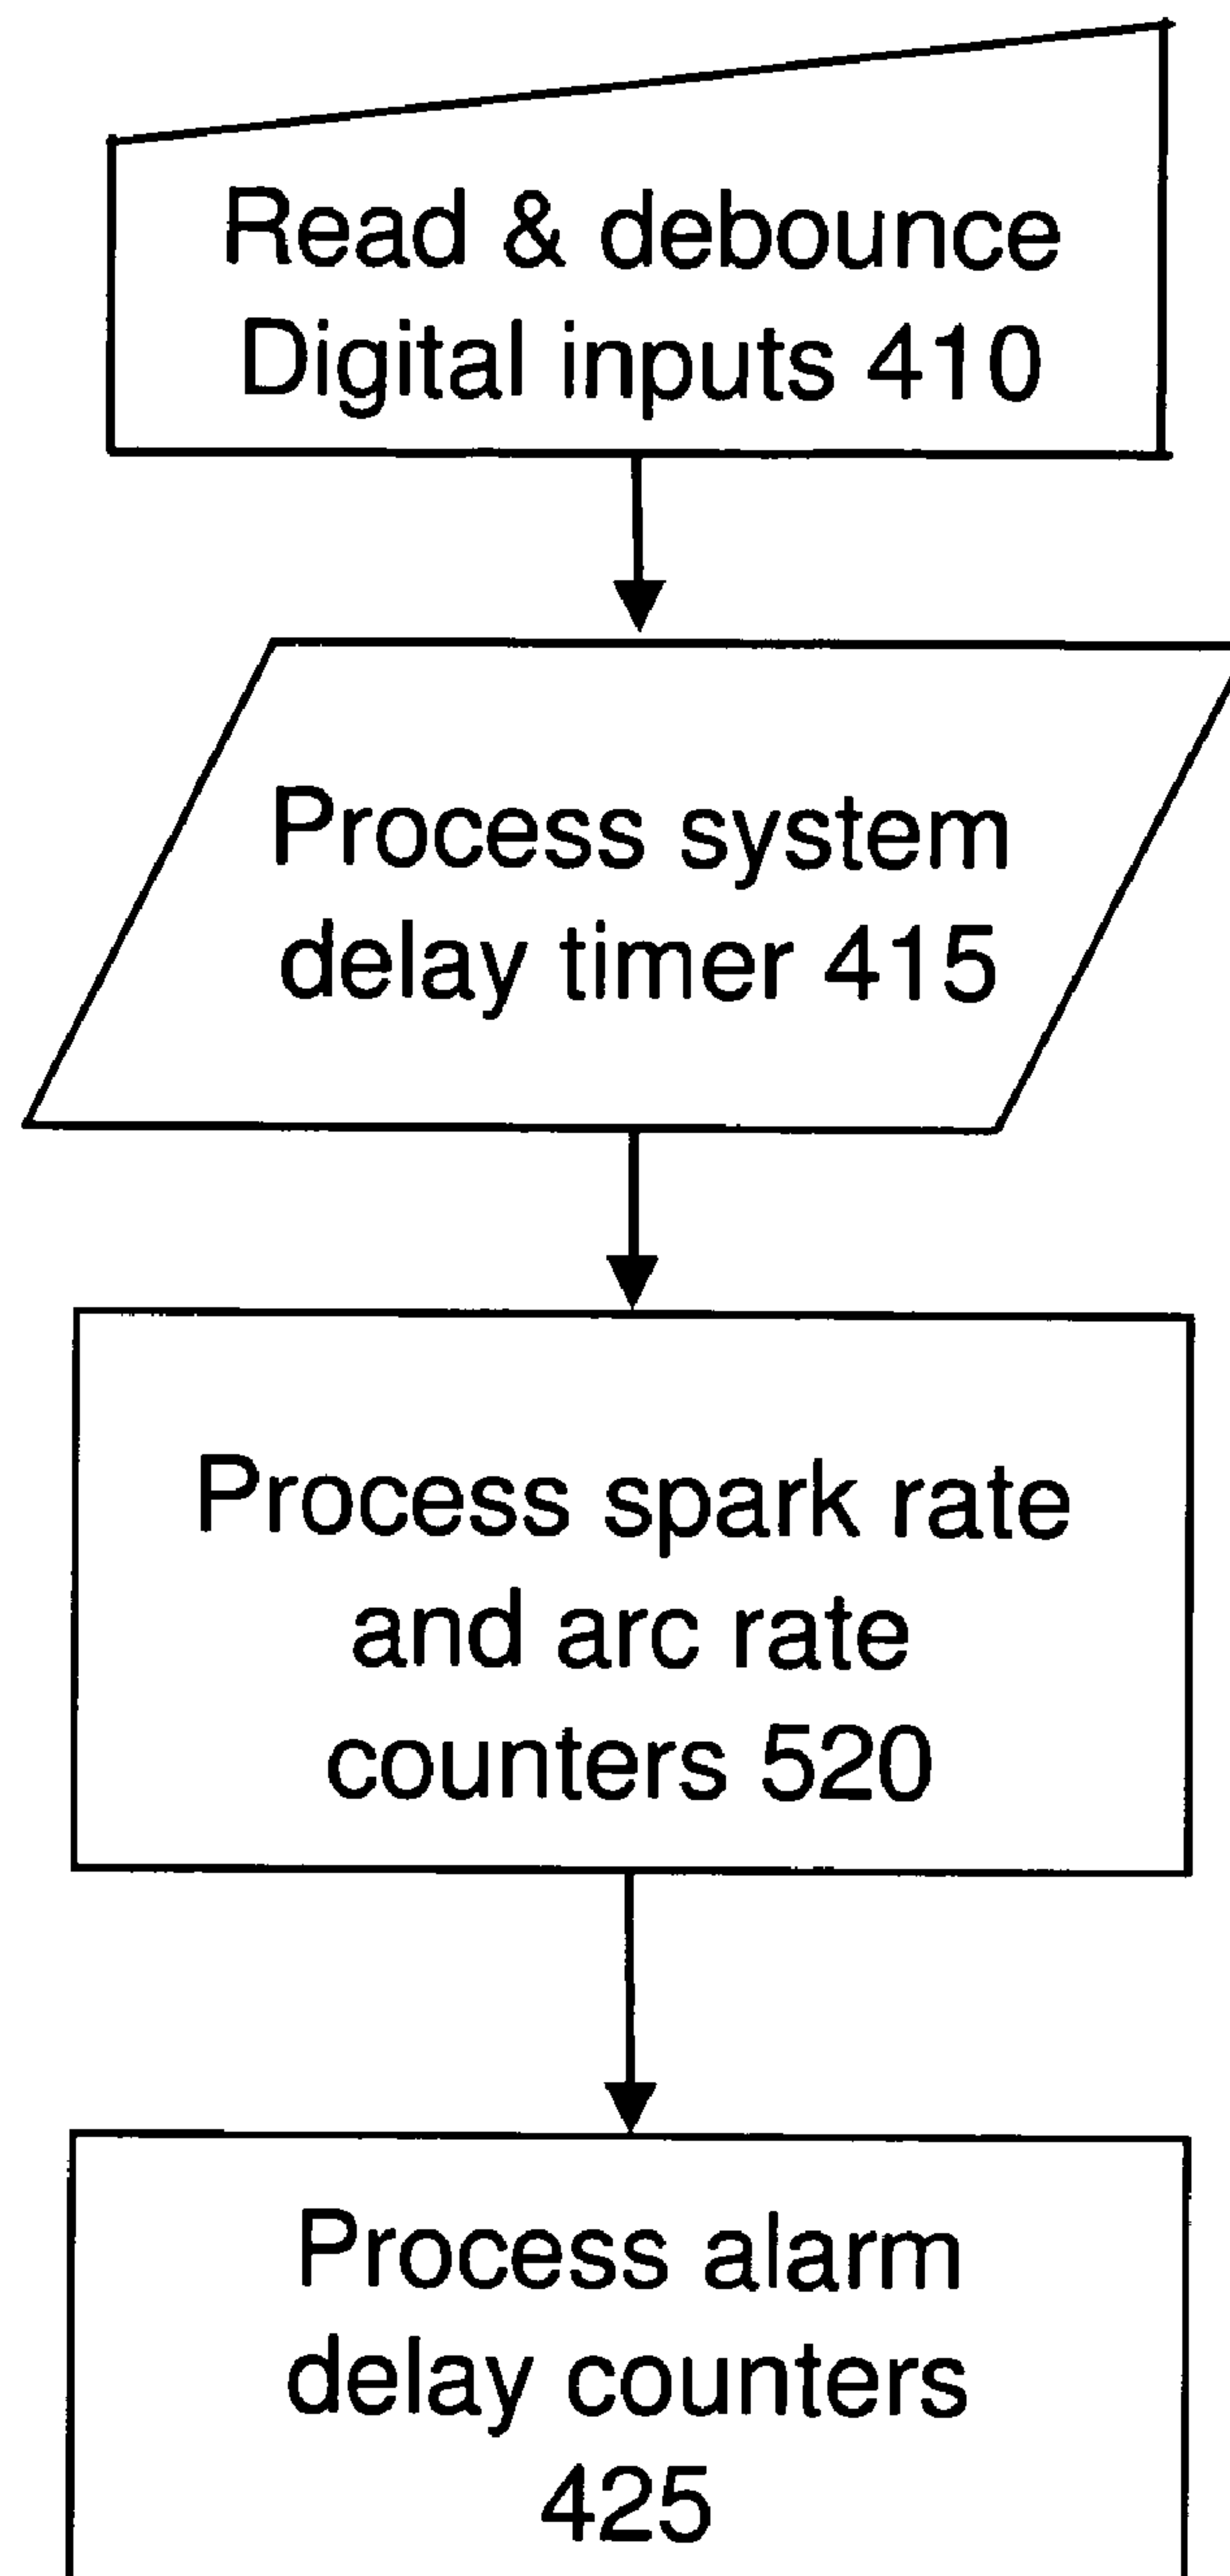 Read & debounce
Digital inputs 410
Process system
delay timer 415
Process spark rate
and arc rate
counters 520
Process alarm
delay counters
425